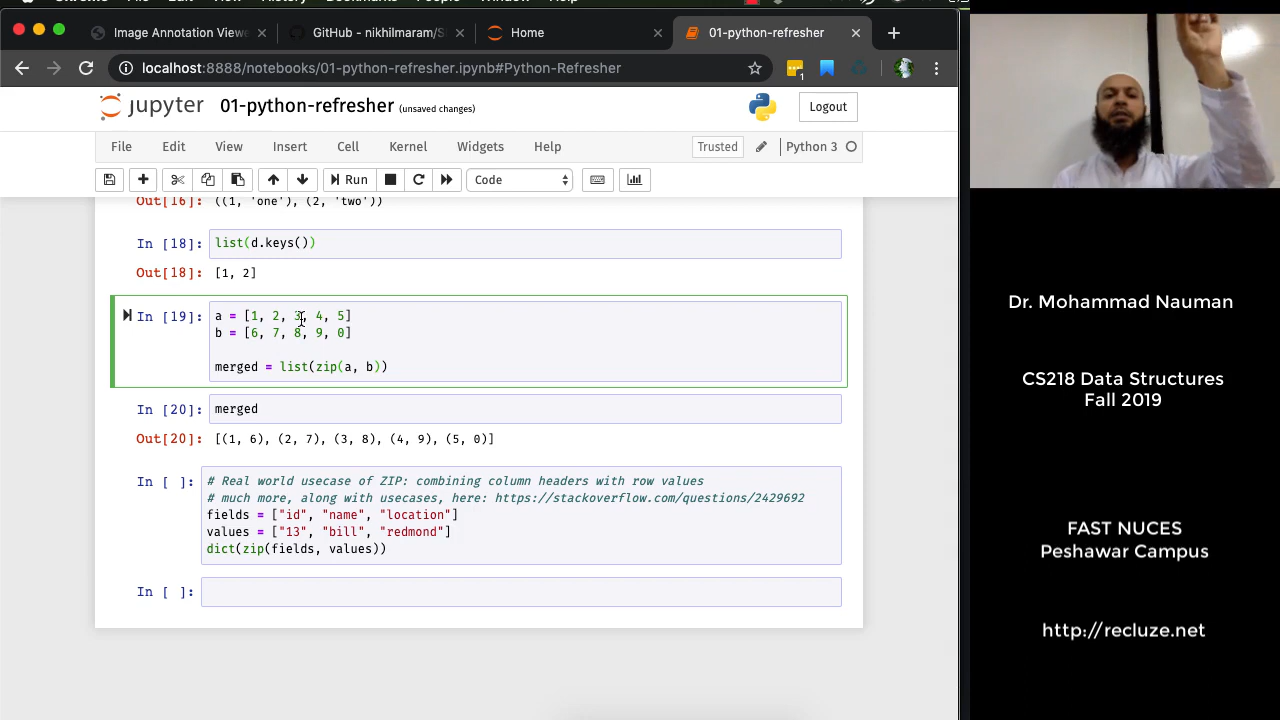 Image Annotation Viewe
GitHub - nikhilmaram/S
Home
01-python-refresher
localhost:8888/notebooks/01-python-refresher.ipynb#Python-Refresher
1
jupyter 01-python-refresher (unsaved changes)
Logout
File Edit View Insert Cell Kernel Widgets Help
Trusted
Python 3
Run
Code
Out[16]: ((1, 'one'), (2, 'two'))
In [18]: list(d.keys())
Out[18]: [1, 2]
In [19]: a = [1, 2, 3, 4, 5]
b = [6, 7, 8, 9, 0]
merged = list(zip(a, b))
In [20]: merged
Out[20]: [(1, 6), (2, 7), (3, 8), (4, 9), (5, 0)]
In [ ]: # Real world usecase of ZIP: combining column headers with row values
# much more, along with usecases, here: https://stackoverflow.com/questions/2429692
fields = ["id", "name", "location"]
values = ["13", "bill", "redmond"]
dict(zip(fields, values))
In [ ]:
Dr. Mohammad Nauman
CS218 Data Structures
Fall 2019
FAST NUCES
Peshawar Campus
http://recluze.net